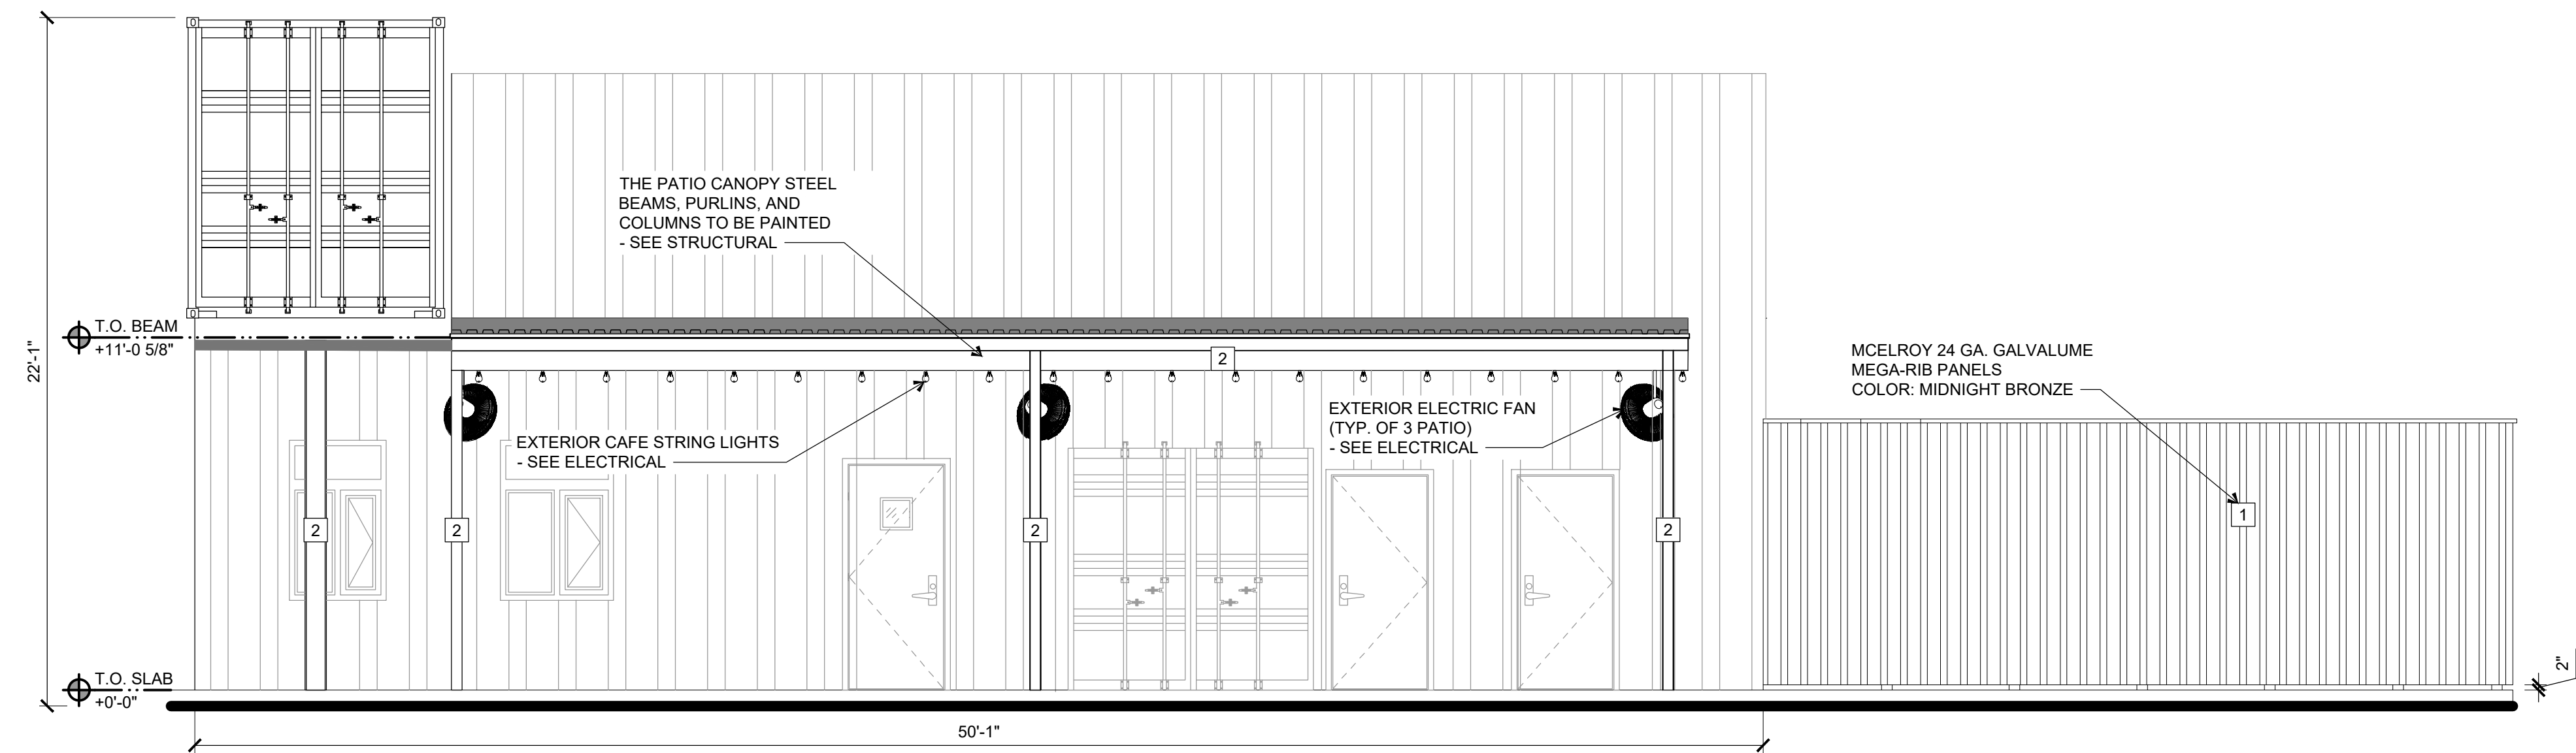 THE PATIO CANOPY STEEL
BEAMS, PURLINS, AND
COLUMNS TO BE PAINTED
- SEE STRUCTURAL
T.O. BEAM
+11'-0 5/8"
22'-1"
2
MCELROY 24 GA. GALVALUME
MEGA-RIB PANELS
COLOR: MIDNIGHT BRONZE
EXTERIOR ELECTRIC FAN
(TYP. OF 3 PATIO)
- SEE ELECTRICAL
EXTERIOR CAFE STRING LIGHTS
- SEE ELECTRICAL
2
2
2
2
1
T.O. SLAB
+0'-0"
2"
50'-1"